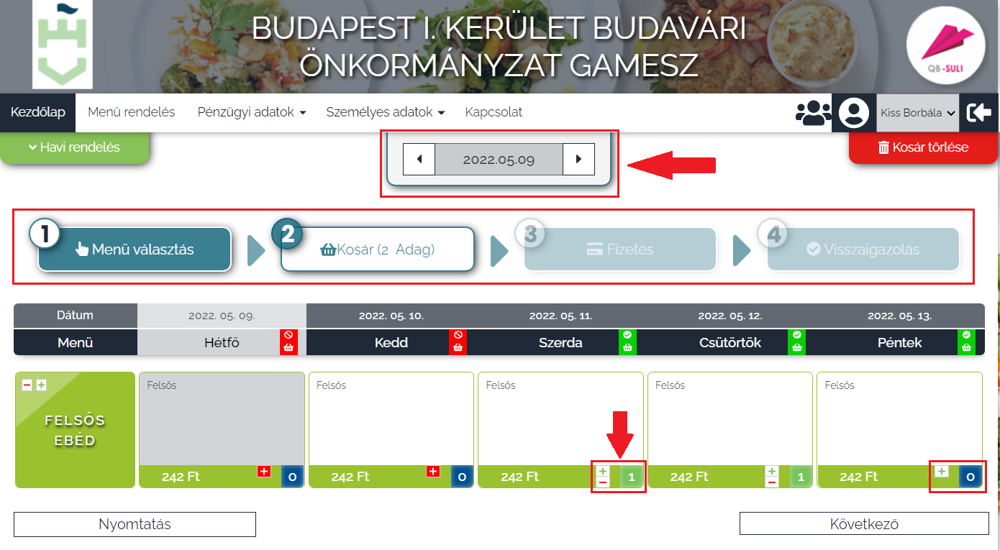 BUDAPEST I. KERÜLET BUDAVÁRI
ÖNKORMÁNYZAT GAMESZ
QB-SULI
Kezdőlap
Menü rendelés
Pénzügyi adatok
Személyes adatok
Kapcsolat
Kiss Borbála
Havi rendelés
2022.05.09
Kosár törlése
1 Menü választás
2 Kosár (2 Adag)
3 Fizetés
4 Visszaigazolás
Dátum 2022. 05. 09. 2022. 05. 10. 2022. 05. 11. 2022. 05. 12. 2022. 05. 13.
Menü Hétfő Kedd Szerda Csütörtök Péntek
FELSŐS
EBÉD
Felsős Felsős Felsős Felsős Felsős
242 Ft + 0 242 Ft + 0 242 Ft + - 1 242 Ft + - 1 242 Ft + 0
Nyomtatás
Következő